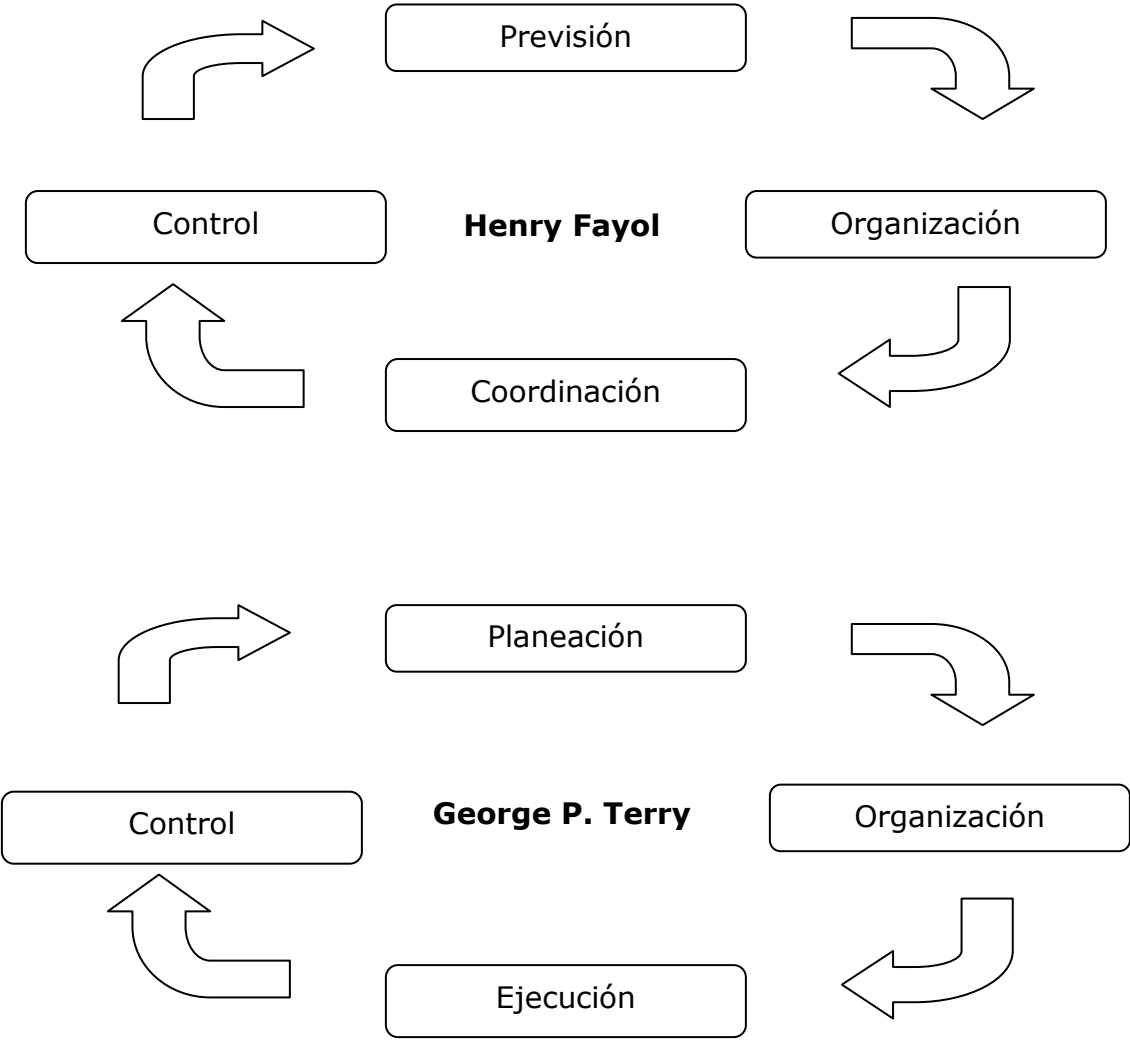 Previsión
Control
Henry Fayol
Organización
Coordinación
Planeación
Control
George P. Terry
Organización
Ejecución